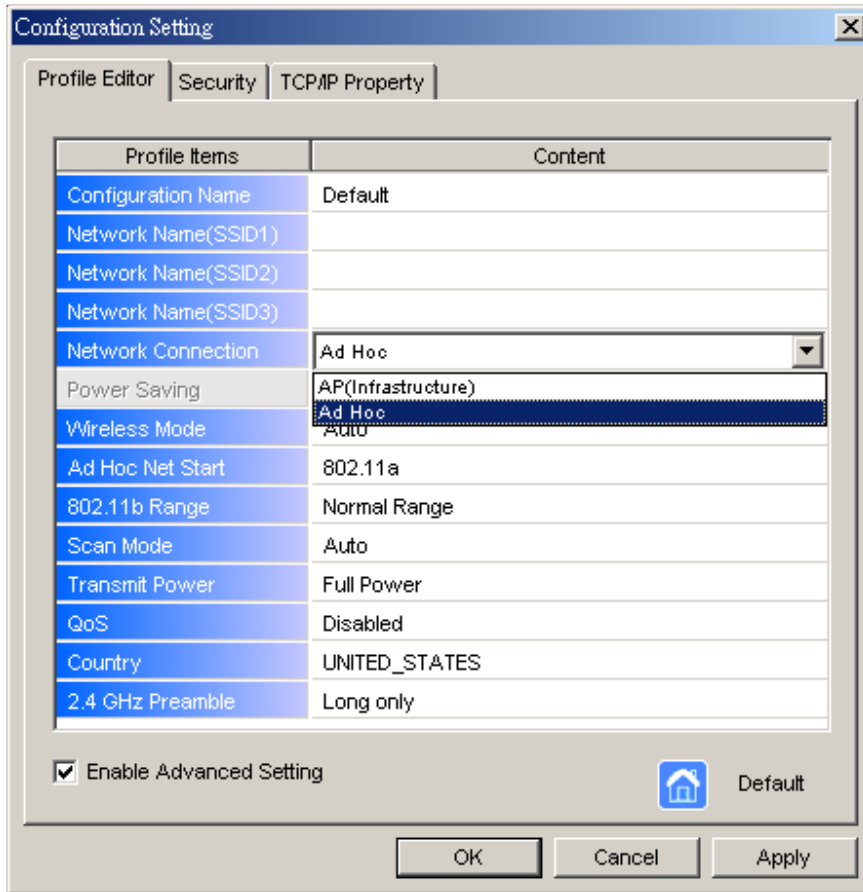 Configuration Setting
Profile Editor Security TCP/IP Property
Profile Items Content
Configuration Name Default
Network Name(SSID1)
Network Name(SSID2)
Network Name(SSID3)
Network Connection Ad Hoc
Power Saving AP(Infrastructure)
Ad Hoc
Wireless Mode Auto
Ad Hoc Net Start 802.11a
802.11b Range Normal Range
Scan Mode Auto
Transmit Power Full Power
QoS Disabled
Country UNITED_STATES
2.4 GHz Preamble Long only
Enable Advanced Setting Default
OK Cancel Apply